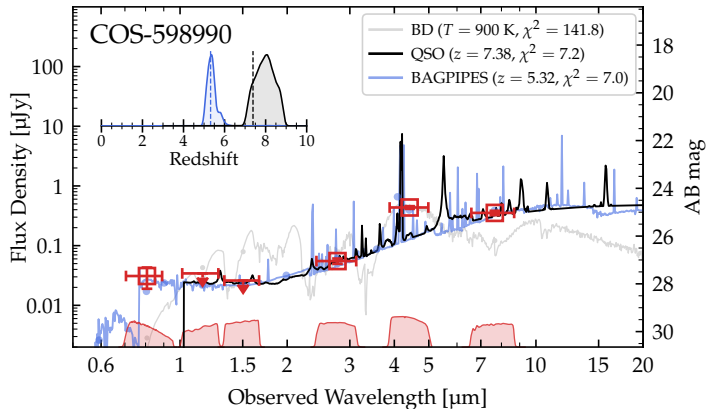 COS-598990
BD (T = 900 K, χ² = 141.8)
QSO (z = 7.38, χ² = 7.2)
BAGPIPES (z = 5.32, χ² = 7.0)
0 2 4 6 8 10
Redshift
100
10
1
0.1
0.01
Flux Density [µJy]
18
20
22
24
26
28
30
AB mag
0.6 1 1.5 2 3 4 5 6 10 15 20
Observed Wavelength [µm]